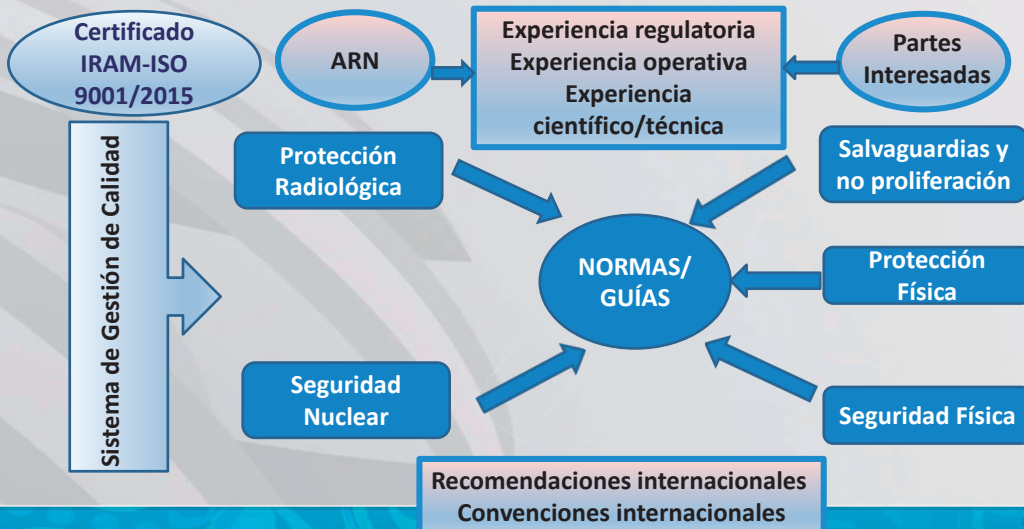 Certificado
IRAM-ISO
9001/2015
ARN
Experiencia regulatoria
Experiencia operativa
Experiencia
científico/técnica
Partes
Interesadas
Sistema de Gestión de Calidad
Protección
Radiológica
Salvaguardias y
no proliferación
NORMAS/
GUÍAS
Protección
Física
Seguridad
Nuclear
Seguridad Física
Recomendaciones internacionales
Convenciones internacionales